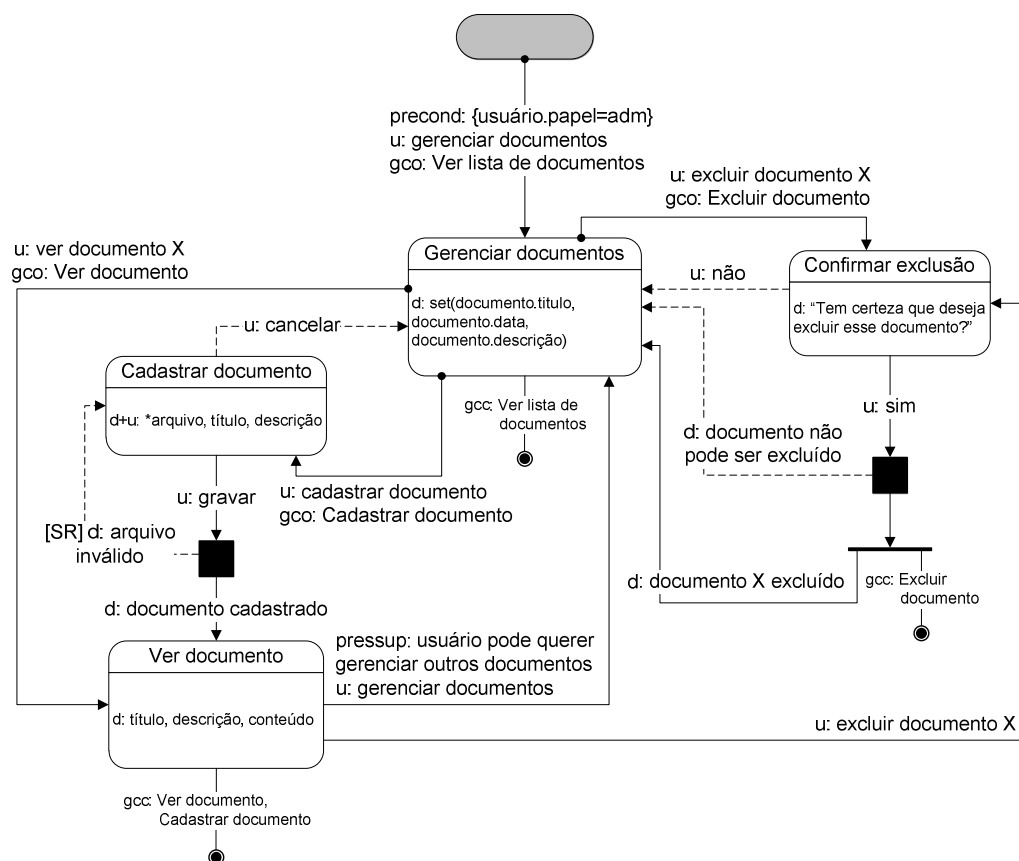 precond: {usuário.papel=adm}
u: gerenciar documentos
gco: Ver lista de documentos
u: excluir documento X
gco: Excluir documento
u: ver documento X
gco: Ver documento
Gerenciar documentos
d: set(documento.titulo,
documento.data,
documento.descrição)
Confirmar exclusão
d: “Tem certeza que deseja
excluir esse documento?”
u: não
u: cancelar
Cadastrar documento
d+u: *arquivo, título, descrição
gcc: Ver lista de
documentos
u: sim
d: documento não
pode ser excluído
u: cadastrar documento
gco: Cadastrar documento
u: gravar
[SR] d: arquivo
inválido
d: documento X excluído
gcc: Excluir
documento
d: documento cadastrado
Ver documento
d: título, descrição, conteúdo
pressup: usuário pode querer
gerenciar outros documentos
u: gerenciar documentos
u: excluir documento X
gcc: Ver documento,
Cadastrar documento